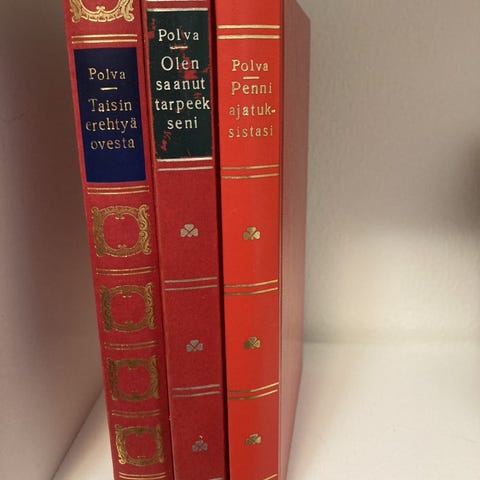 Polva
Taisin
erehtyä
ovesta
Polva
Olen
saanut
tarpeek
seni
Polva
Penni
ajatuk-
sistasi